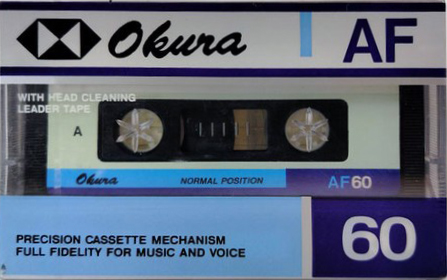 Okura AF
WITH HEAD CLEANING
LEADER TAPE
A
Okura NORMAL POSITION AF60
PRECISION CASSETTE MECHANISM
FULL FIDELITY FOR MUSIC AND VOICE
60